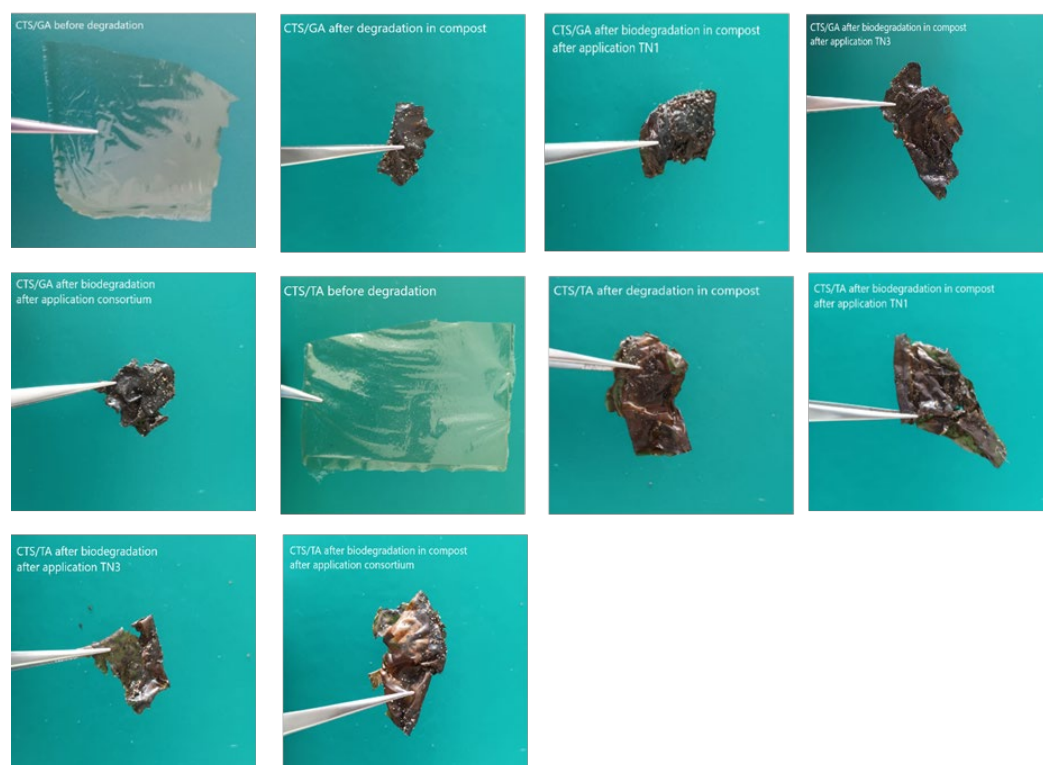 CTS/GA before degradation
CTS/GA after degradation in compost
CTS/GA after biodegradation in compost
after application TN1
CTS/GA after biodegradation in compost
after application TN3
CTS/GA after biodegradation
after application consortium
CTS/TA before degradation
CTS/TA after degradation in compost
CTS/TA after biodegradation in compost
after application TN1
CTS/TA after biodegradation
after application TN3
CTS/TA after biodegradation in compost
after application consortium